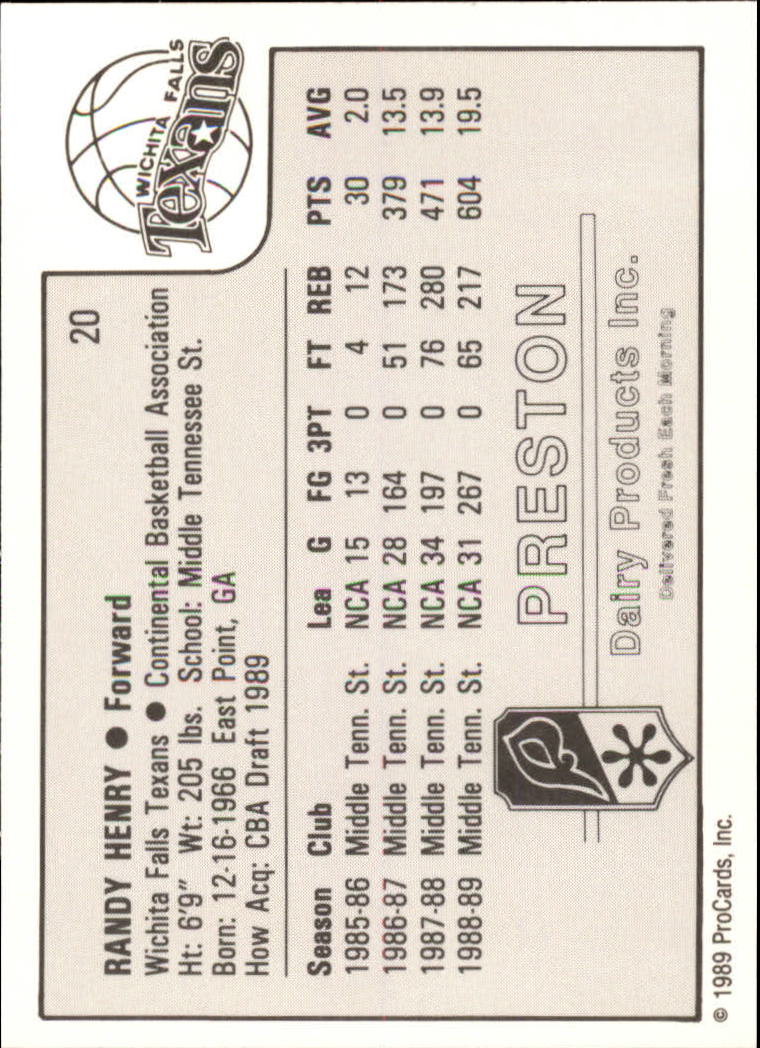 WICHITA FALLS
Texans
20
RANDY HENRY ● Forward
Wichita Falls Texans ● Continental Basketball Association
Ht: 6'9" Wt: 205 lbs. School: Middle Tennessee St.
Born: 12-16-1966 East Point, GA
How Acq: CBA Draft 1989
Season Club Lea G FG 3PT FT REB PTS AVG
1985-86 Middle Tenn. St. NCA 15 13 0 4 12 30 2.0
1986-87 Middle Tenn. St. NCA 28 164 0 51 173 379 13.5
1987-88 Middle Tenn. St. NCA 34 197 0 76 280 471 13.9
1988-89 Middle Tenn. St. NCA 31 267 0 65 217 604 19.5
PRESTON
Dairy Products Inc.
Delivered Fresh Each Morning
© 1989 ProCards, Inc.